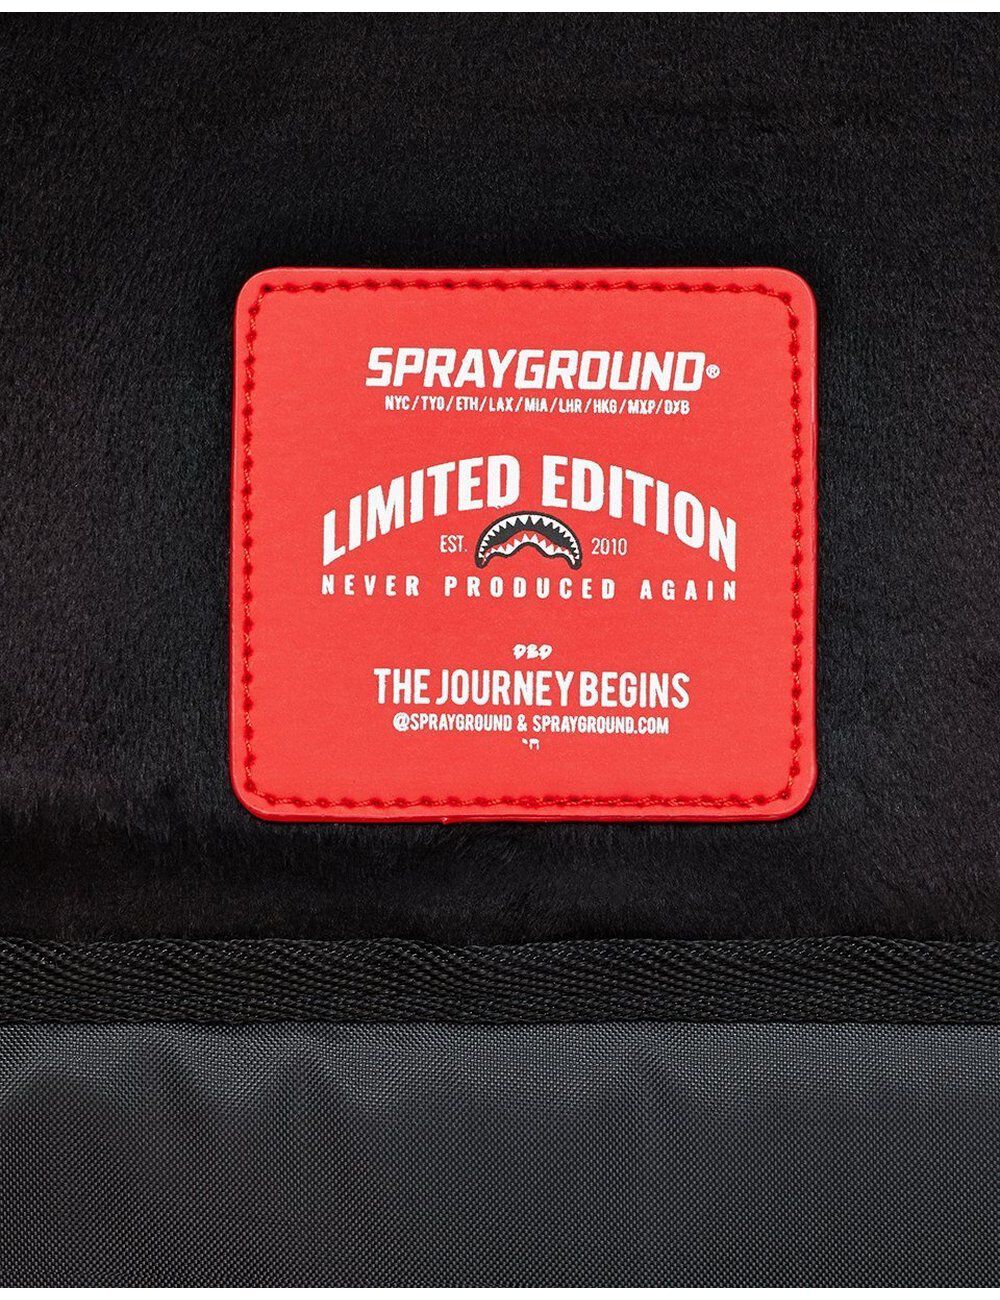 SPRAYGROUND®
NYC/TYO/ETH/LAX/MIA/LHR/HKG/MXP/DXB
LIMITED EDITION
EST. 2010
NEVER PRODUCED AGAIN
DBD
THE JOURNEY BEGINS
@SPRAYGROUND & SPRAYGROUND.COM